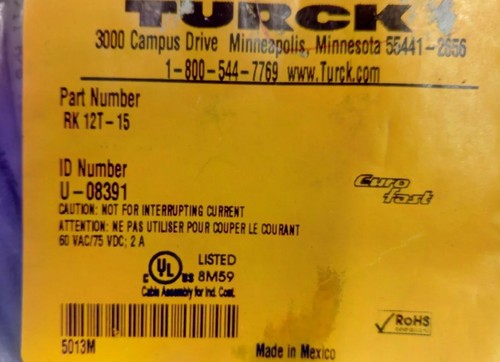 TURCK
3000 Campus Drive Minneapolis, Minnesota 55441-2656
1-800-544-7769 www.Turck.com
Part Number
RK 12T-15
ID Number
U-08391
CAUTION: NOT FOR INTERRUPTING CURRENT
ATTENTION: NE PAS UTILISER POUR COUPER LE COURANT
60 VAC/75 VDC; 2 A
euro fast
C UL US LISTED
8M59
Cable Assembly for Ind. Cont.
5013M
RoHS
Made in Mexico